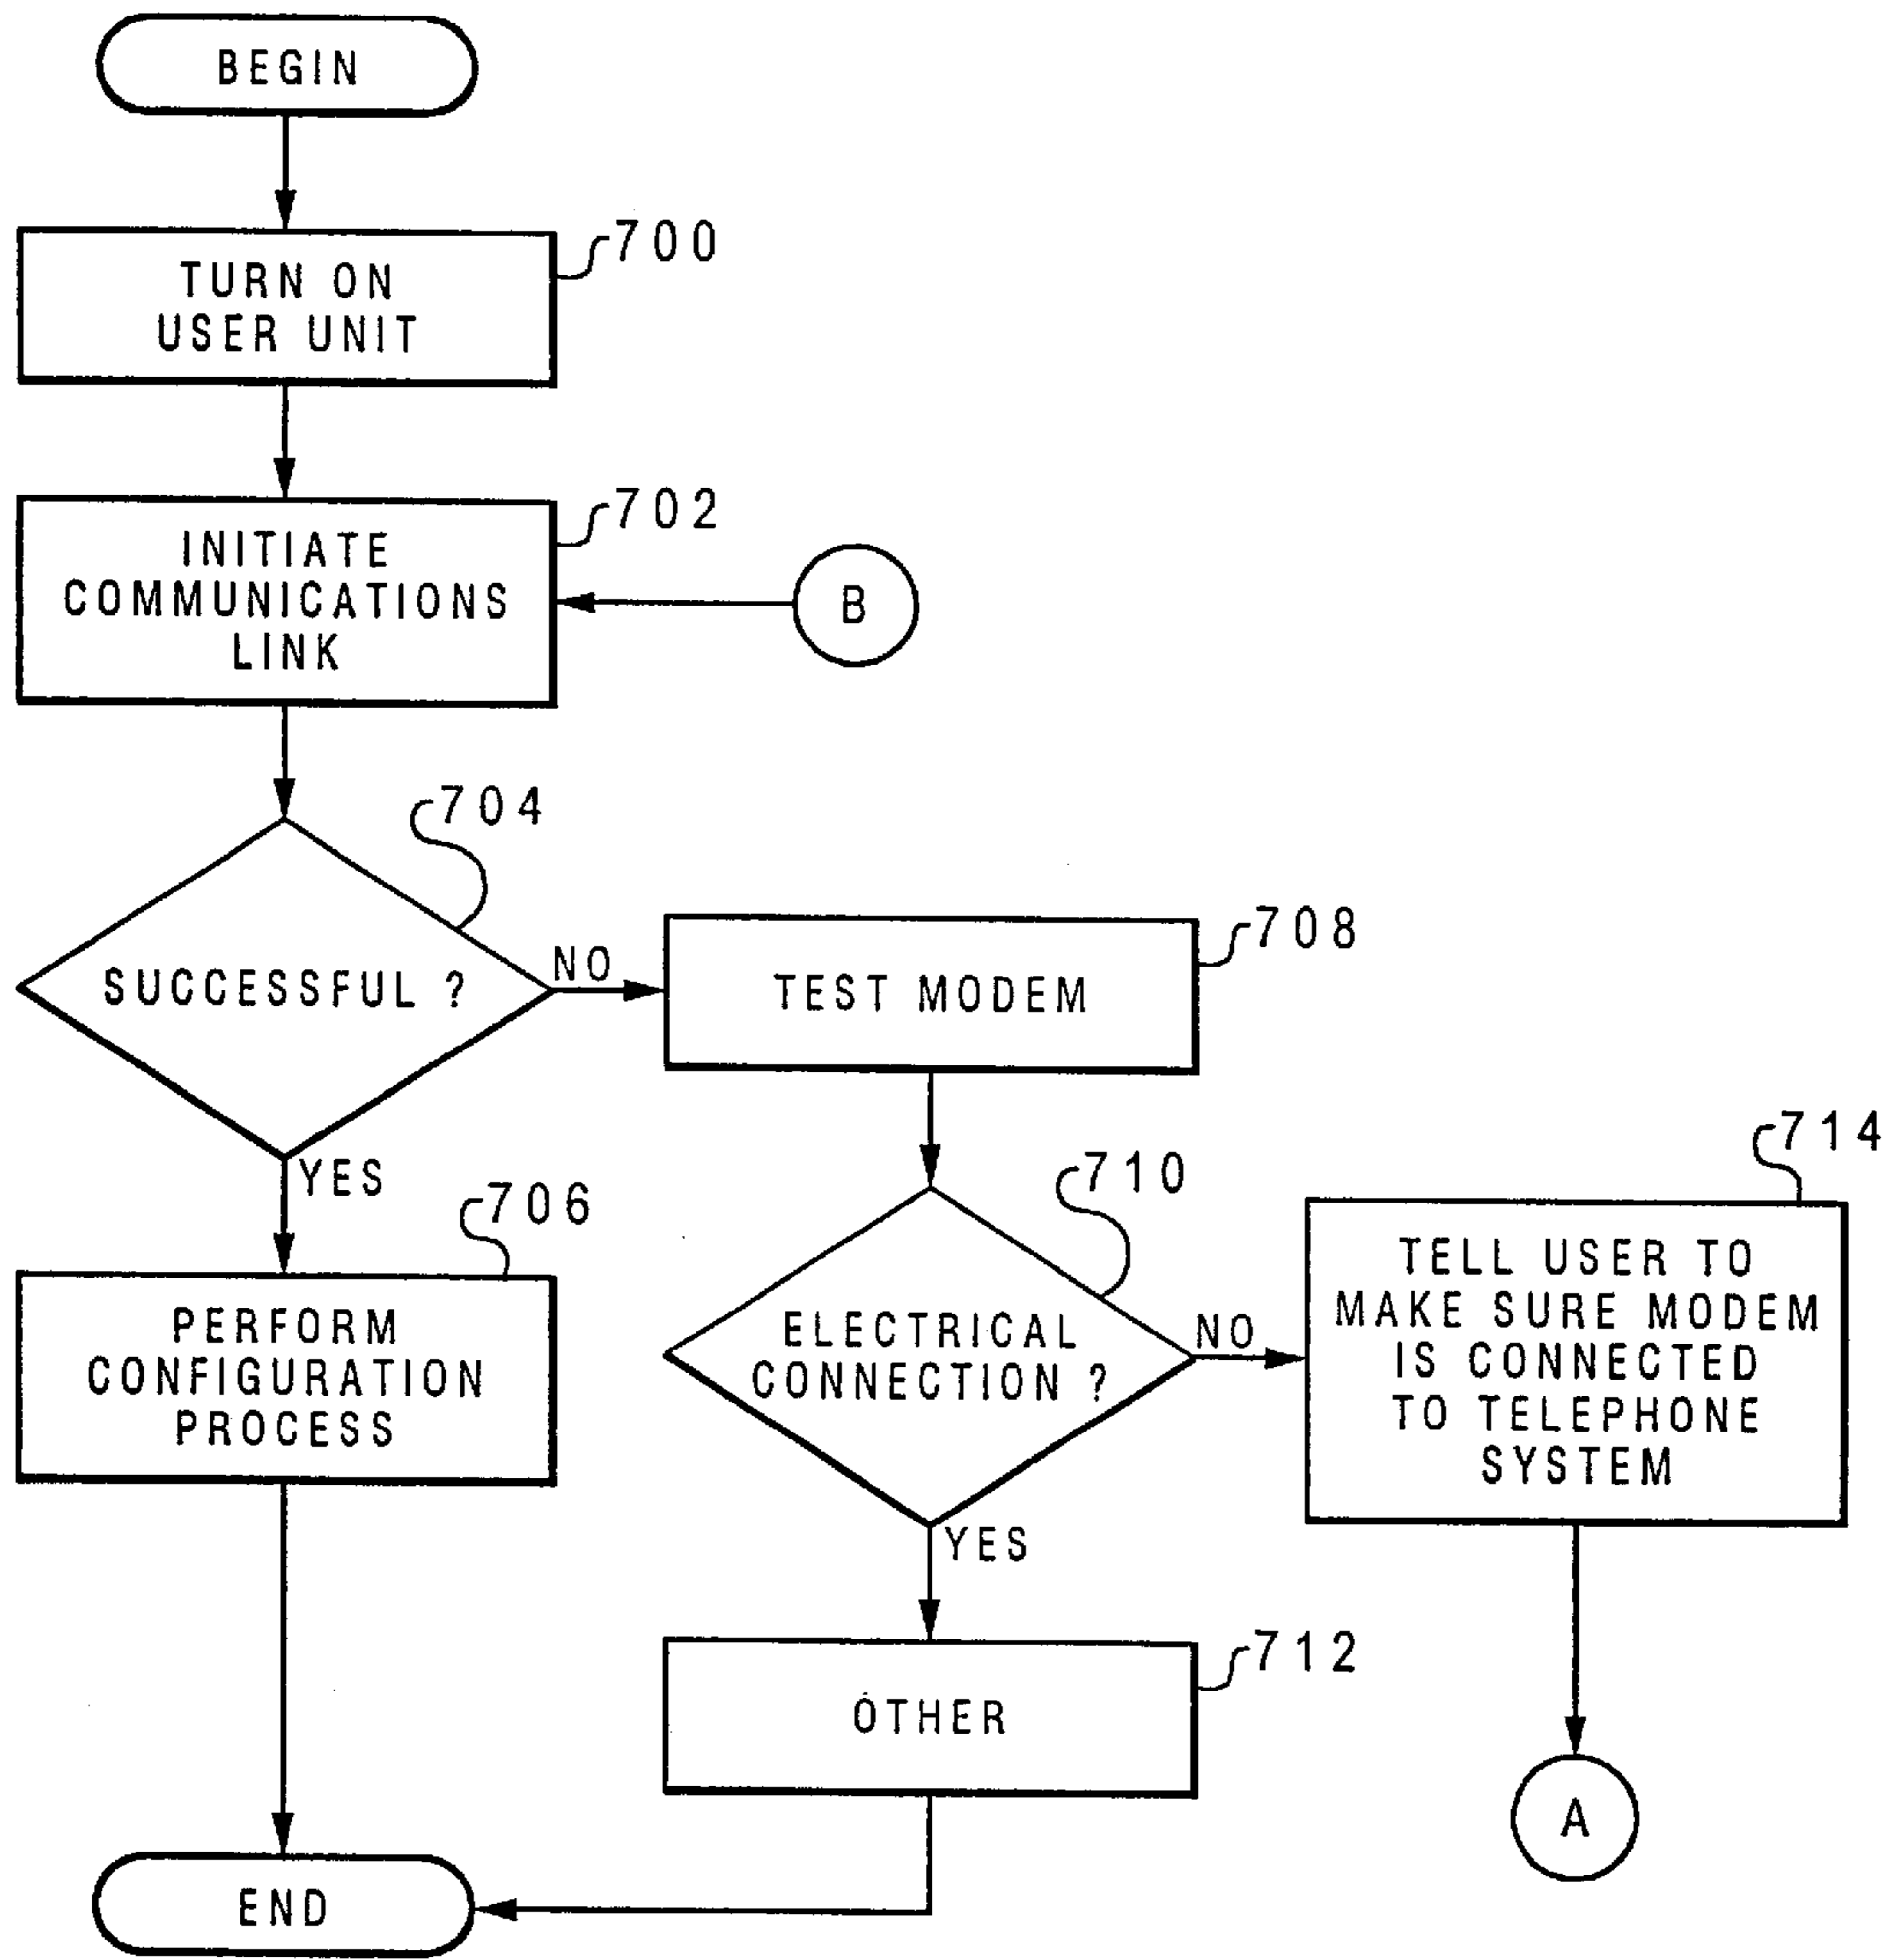 BEGIN
700
TURN ON
USER UNIT
702
INITIATE
COMMUNICATIONS
LINK
B
704
SUCCESSFUL ?
NO
YES
708
TEST MODEM
706
PERFORM
CONFIGURATION
PROCESS
710
ELECTRICAL
CONNECTION ?
NO
YES
714
TELL USER TO
MAKE SURE MODEM
IS CONNECTED
TO TELEPHONE
SYSTEM
712
OTHER
A
END